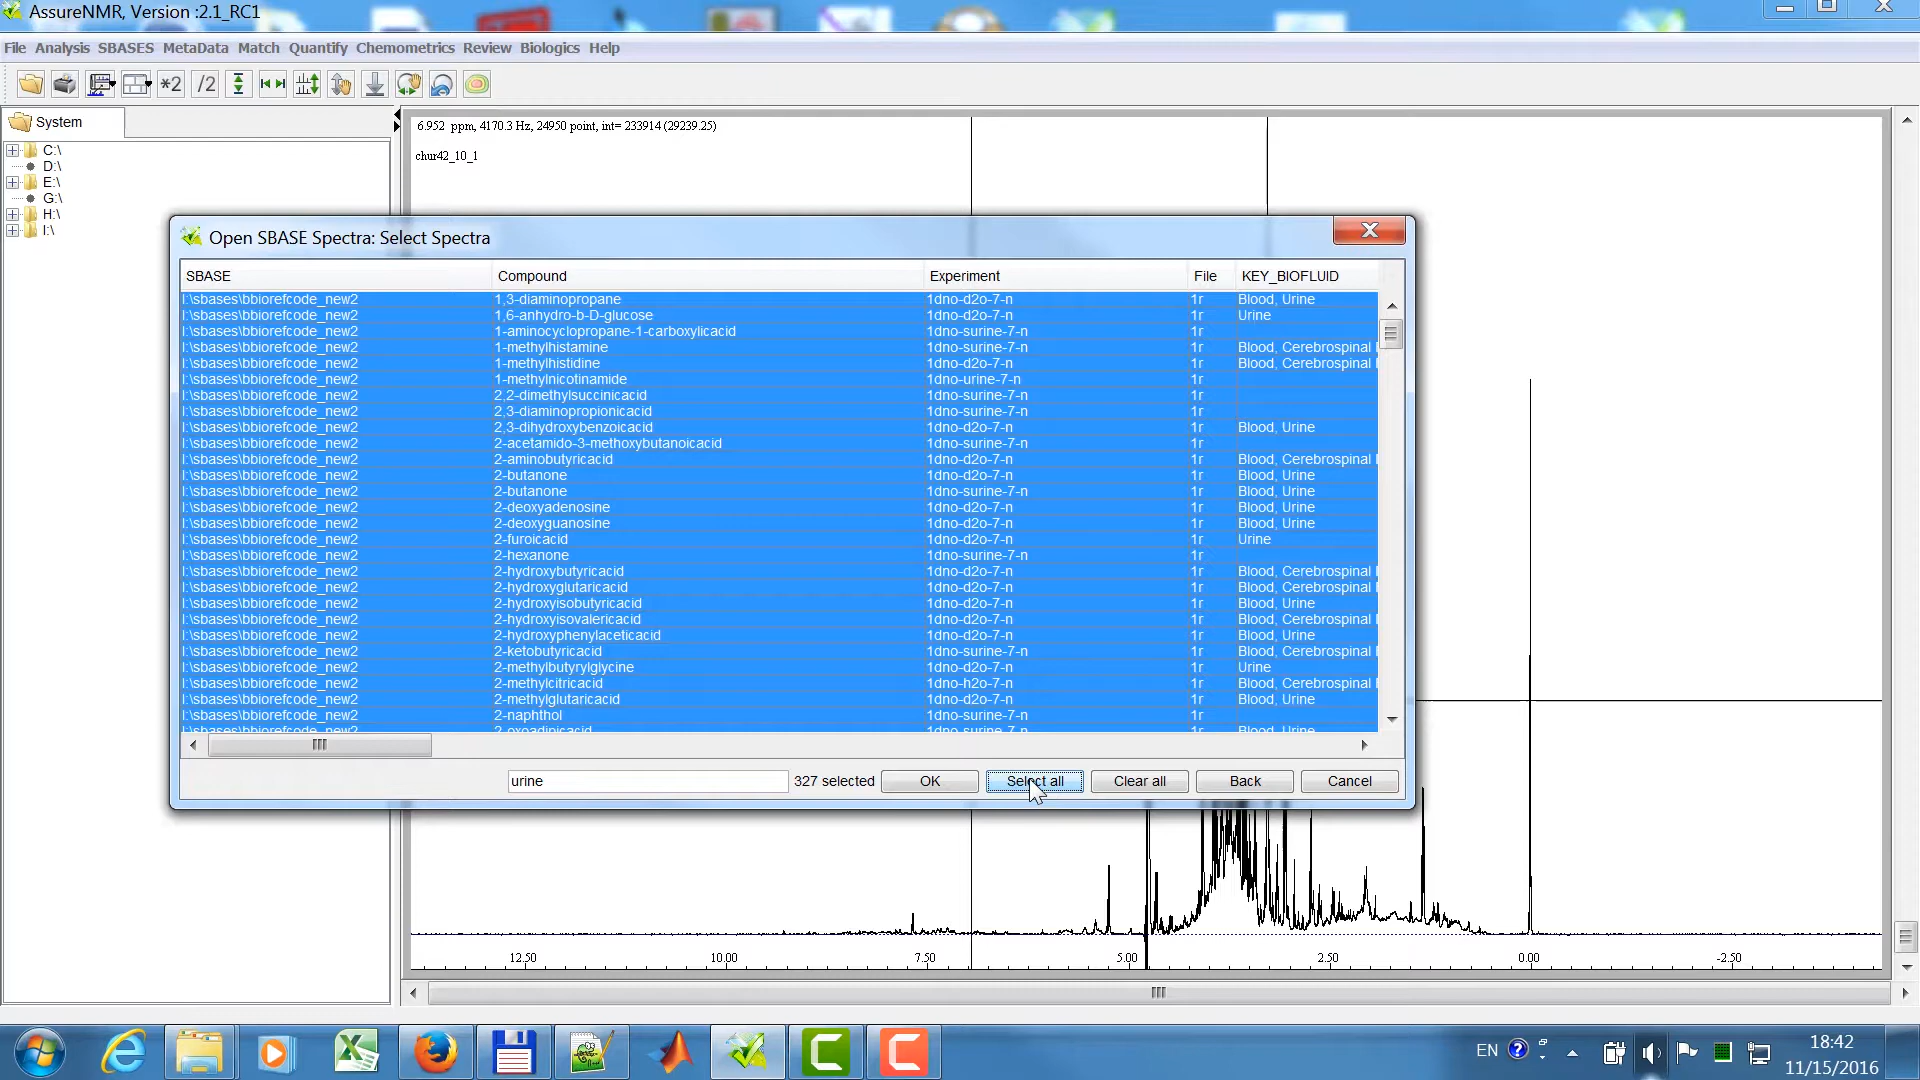 AssureNMR, Version :2.1_RC1
File Analysis SBASES MetaData Match Quantify Chemometrics Review Biologics Help
*2 /2
System
C:\
D:\
E:\
G:\
H:\
I:\
6.952 ppm, 4170.3 Hz, 24950 point, int= 233914 (29239.25)
chur42_10_1
Open SBASE Spectra: Select Spectra
SBASE Compound Experiment File KEY_BIOFLUID
I:\sbases\bbiorefcode_new2 1,3-diaminopropane 1dno-d2o-7-n 1r Blood, Urine
I:\sbases\bbiorefcode_new2 1,6-anhydro-b-D-glucose 1dno-d2o-7-n 1r Urine
I:\sbases\bbiorefcode_new2 1-aminocyclopropane-1-carboxylicacid 1dno-surine-7-n 1r
I:\sbases\bbiorefcode_new2 1-methylhistamine 1dno-surine-7-n 1r Blood, Cerebrospinal
I:\sbases\bbiorefcode_new2 1-methylhistidine 1dno-d2o-7-n 1r Blood, Cerebrospinal
I:\sbases\bbiorefcode_new2 1-methylnicotinamide 1dno-urine-7-n 1r
I:\sbases\bbiorefcode_new2 2,2-dimethylsuccinicacid 1dno-surine-7-n 1r
I:\sbases\bbiorefcode_new2 2,3-diaminopropionicacid 1dno-surine-7-n 1r
I:\sbases\bbiorefcode_new2 2,3-dihydroxybenzoicacid 1dno-d2o-7-n 1r Blood, Urine
I:\sbases\bbiorefcode_new2 2-acetamido-3-methoxybutanoicacid 1dno-surine-7-n 1r
I:\sbases\bbiorefcode_new2 2-aminobutyricacid 1dno-d2o-7-n 1r Blood, Cerebrospinal
I:\sbases\bbiorefcode_new2 2-butanone 1dno-d2o-7-n 1r Blood, Urine
I:\sbases\bbiorefcode_new2 2-butanone 1dno-surine-7-n 1r Blood, Urine
I:\sbases\bbiorefcode_new2 2-deoxyadenosine 1dno-d2o-7-n 1r Blood, Urine
I:\sbases\bbiorefcode_new2 2-deoxyguanosine 1dno-d2o-7-n 1r Blood, Urine
I:\sbases\bbiorefcode_new2 2-furoicacid 1dno-d2o-7-n 1r Urine
I:\sbases\bbiorefcode_new2 2-hexanone 1dno-surine-7-n 1r
I:\sbases\bbiorefcode_new2 2-hydroxybutyricacid 1dno-d2o-7-n 1r Blood, Cerebrospinal
I:\sbases\bbiorefcode_new2 2-hydroxyglutaricacid 1dno-d2o-7-n 1r Blood, Cerebrospinal
I:\sbases\bbiorefcode_new2 2-hydroxyisobutyricacid 1dno-d2o-7-n 1r Blood, Urine
I:\sbases\bbiorefcode_new2 2-hydroxyisovalericacid 1dno-d2o-7-n 1r Blood, Cerebrospinal
I:\sbases\bbiorefcode_new2 2-hydroxyphenylaceticacid 1dno-d2o-7-n 1r Blood, Urine
I:\sbases\bbiorefcode_new2 2-ketobutyricacid 1dno-surine-7-n 1r Blood, Cerebrospinal
I:\sbases\bbiorefcode_new2 2-methylbutyrylglycine 1dno-d2o-7-n 1r Urine
I:\sbases\bbiorefcode_new2 2-methylcitricacid 1dno-h2o-7-n 1r Blood, Cerebrospinal
I:\sbases\bbiorefcode_new2 2-methylglutaricacid 1dno-d2o-7-n 1r Blood, Urine
I:\sbases\bbiorefcode_new2 2-naphthol 1dno-surine-7-n 1r
I:\sbases\bbiorefcode_new2 2-oxoadipicacid 1dno-surine-7-n 1r Blood, Urine
urine 327 selected OK Select all Clear all Back Cancel
12.50 10.00 7.50 5.00 2.50 0.00 -2.50
EN 18:42
11/15/2016